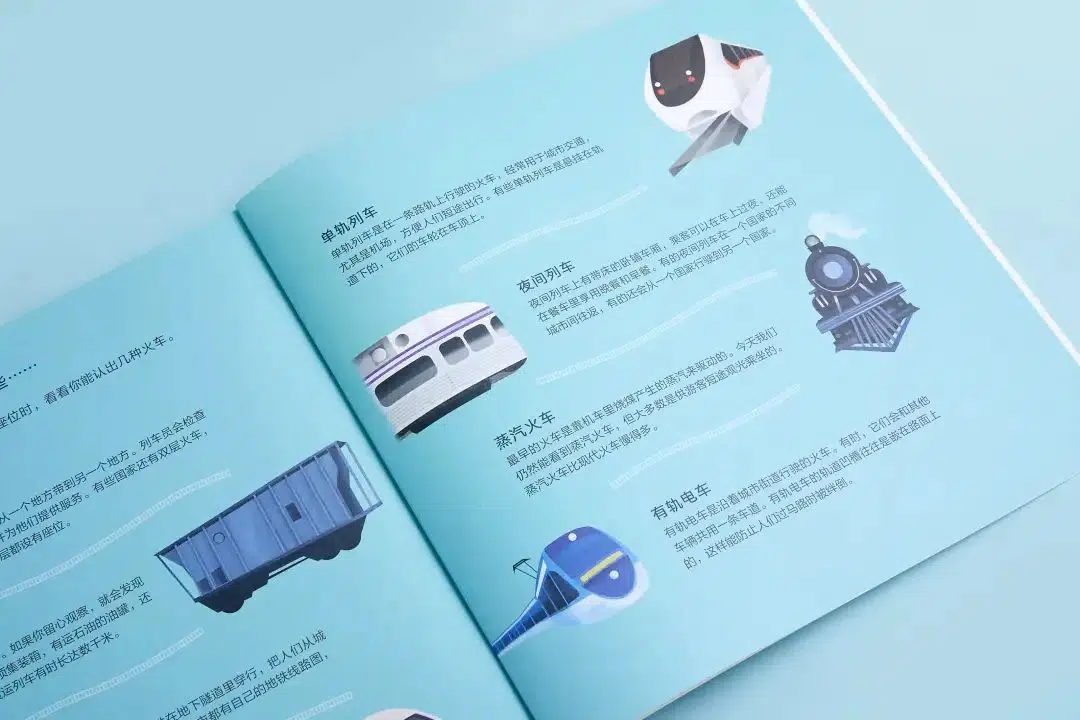 些……
座位时，看看你能认出几种火车。
从一个地方带到另一个地方。列车员会检查
并为他们提供服务。有些国家还有双层火车，
层都设有座位。
。如果你留心观察，就会发现
集装箱，有运石油的油罐，还
运列车有时长达数千米。
在地下隧道里穿行，把人们从城
都有自己的地铁线路图，
单轨列车
单轨列车是在一条路轨上行驶的火车，经常用于城市交通，
尤其是机场，方便人们短途出行。有些单轨列车是悬挂在轨
道下的，它们的车轮在车顶上。
夜间列车
夜间列车上有带床的卧铺车厢，乘客可以在车上过夜，还能
在餐车里享用晚餐和早餐。有的夜间列车在一个国家的不同
城市间往返，有的还会从一个国家行驶到另一个国家。
蒸汽火车
最早的火车是靠机车里烧煤产生的蒸汽来驱动的。今天我们
仍然能看到蒸汽火车，但大多数是供游客短途观光乘坐的。
蒸汽火车比现代火车慢得多。
有轨电车
有轨电车是沿着城市街道行驶的火车。有时，它们会和其他
车辆共用一条车道。有轨电车的轨道凹槽往往是嵌在路面上
的，这样能防止人们过马路时被绊倒。